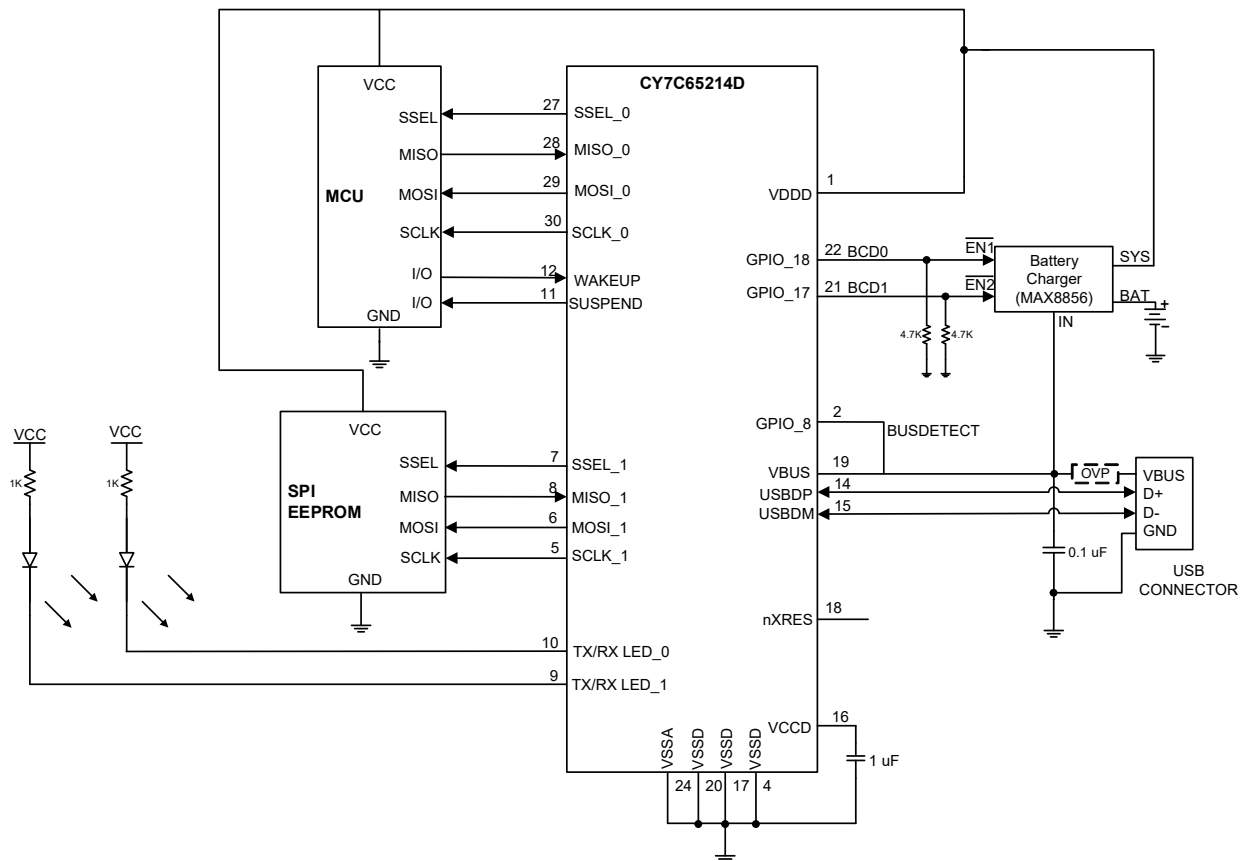 CY7C65214D
VCC
SSEL
MISO
MCU
MOSI
SCLK
I/O
I/O
GND
27
SSEL_0
28
MISO_0
29
MOSI_0
30
SCLK_0
12
WAKEUP
11
SUSPEND
1
VDDD
22 BCD0
GPIO_18
21 BCD1
GPIO_17
EN1
EN2
Battery
Charger
(MAX8856)
SYS
BAT
+
-
IN
4.7K
4.7K
2
GPIO_8
BUSDETECT
VBUS
19
OVP
VBUS
USBDP
14
D+
USBDM
15
D-
GND
0.1 uF
USB
CONNECTOR
VCC
VCC
1K
1K
VCC
SSEL
SPI
EEPROM
MISO
MOSI
SCLK
GND
7
SSEL_1
8
MISO_1
6
MOSI_1
5
SCLK_1
10
TX/RX LED_0
9
TX/RX LED_1
nXRES
18
VCCD
16
1 uF
VSSA
VSSD
VSSD
VSSD
24
20
17
4